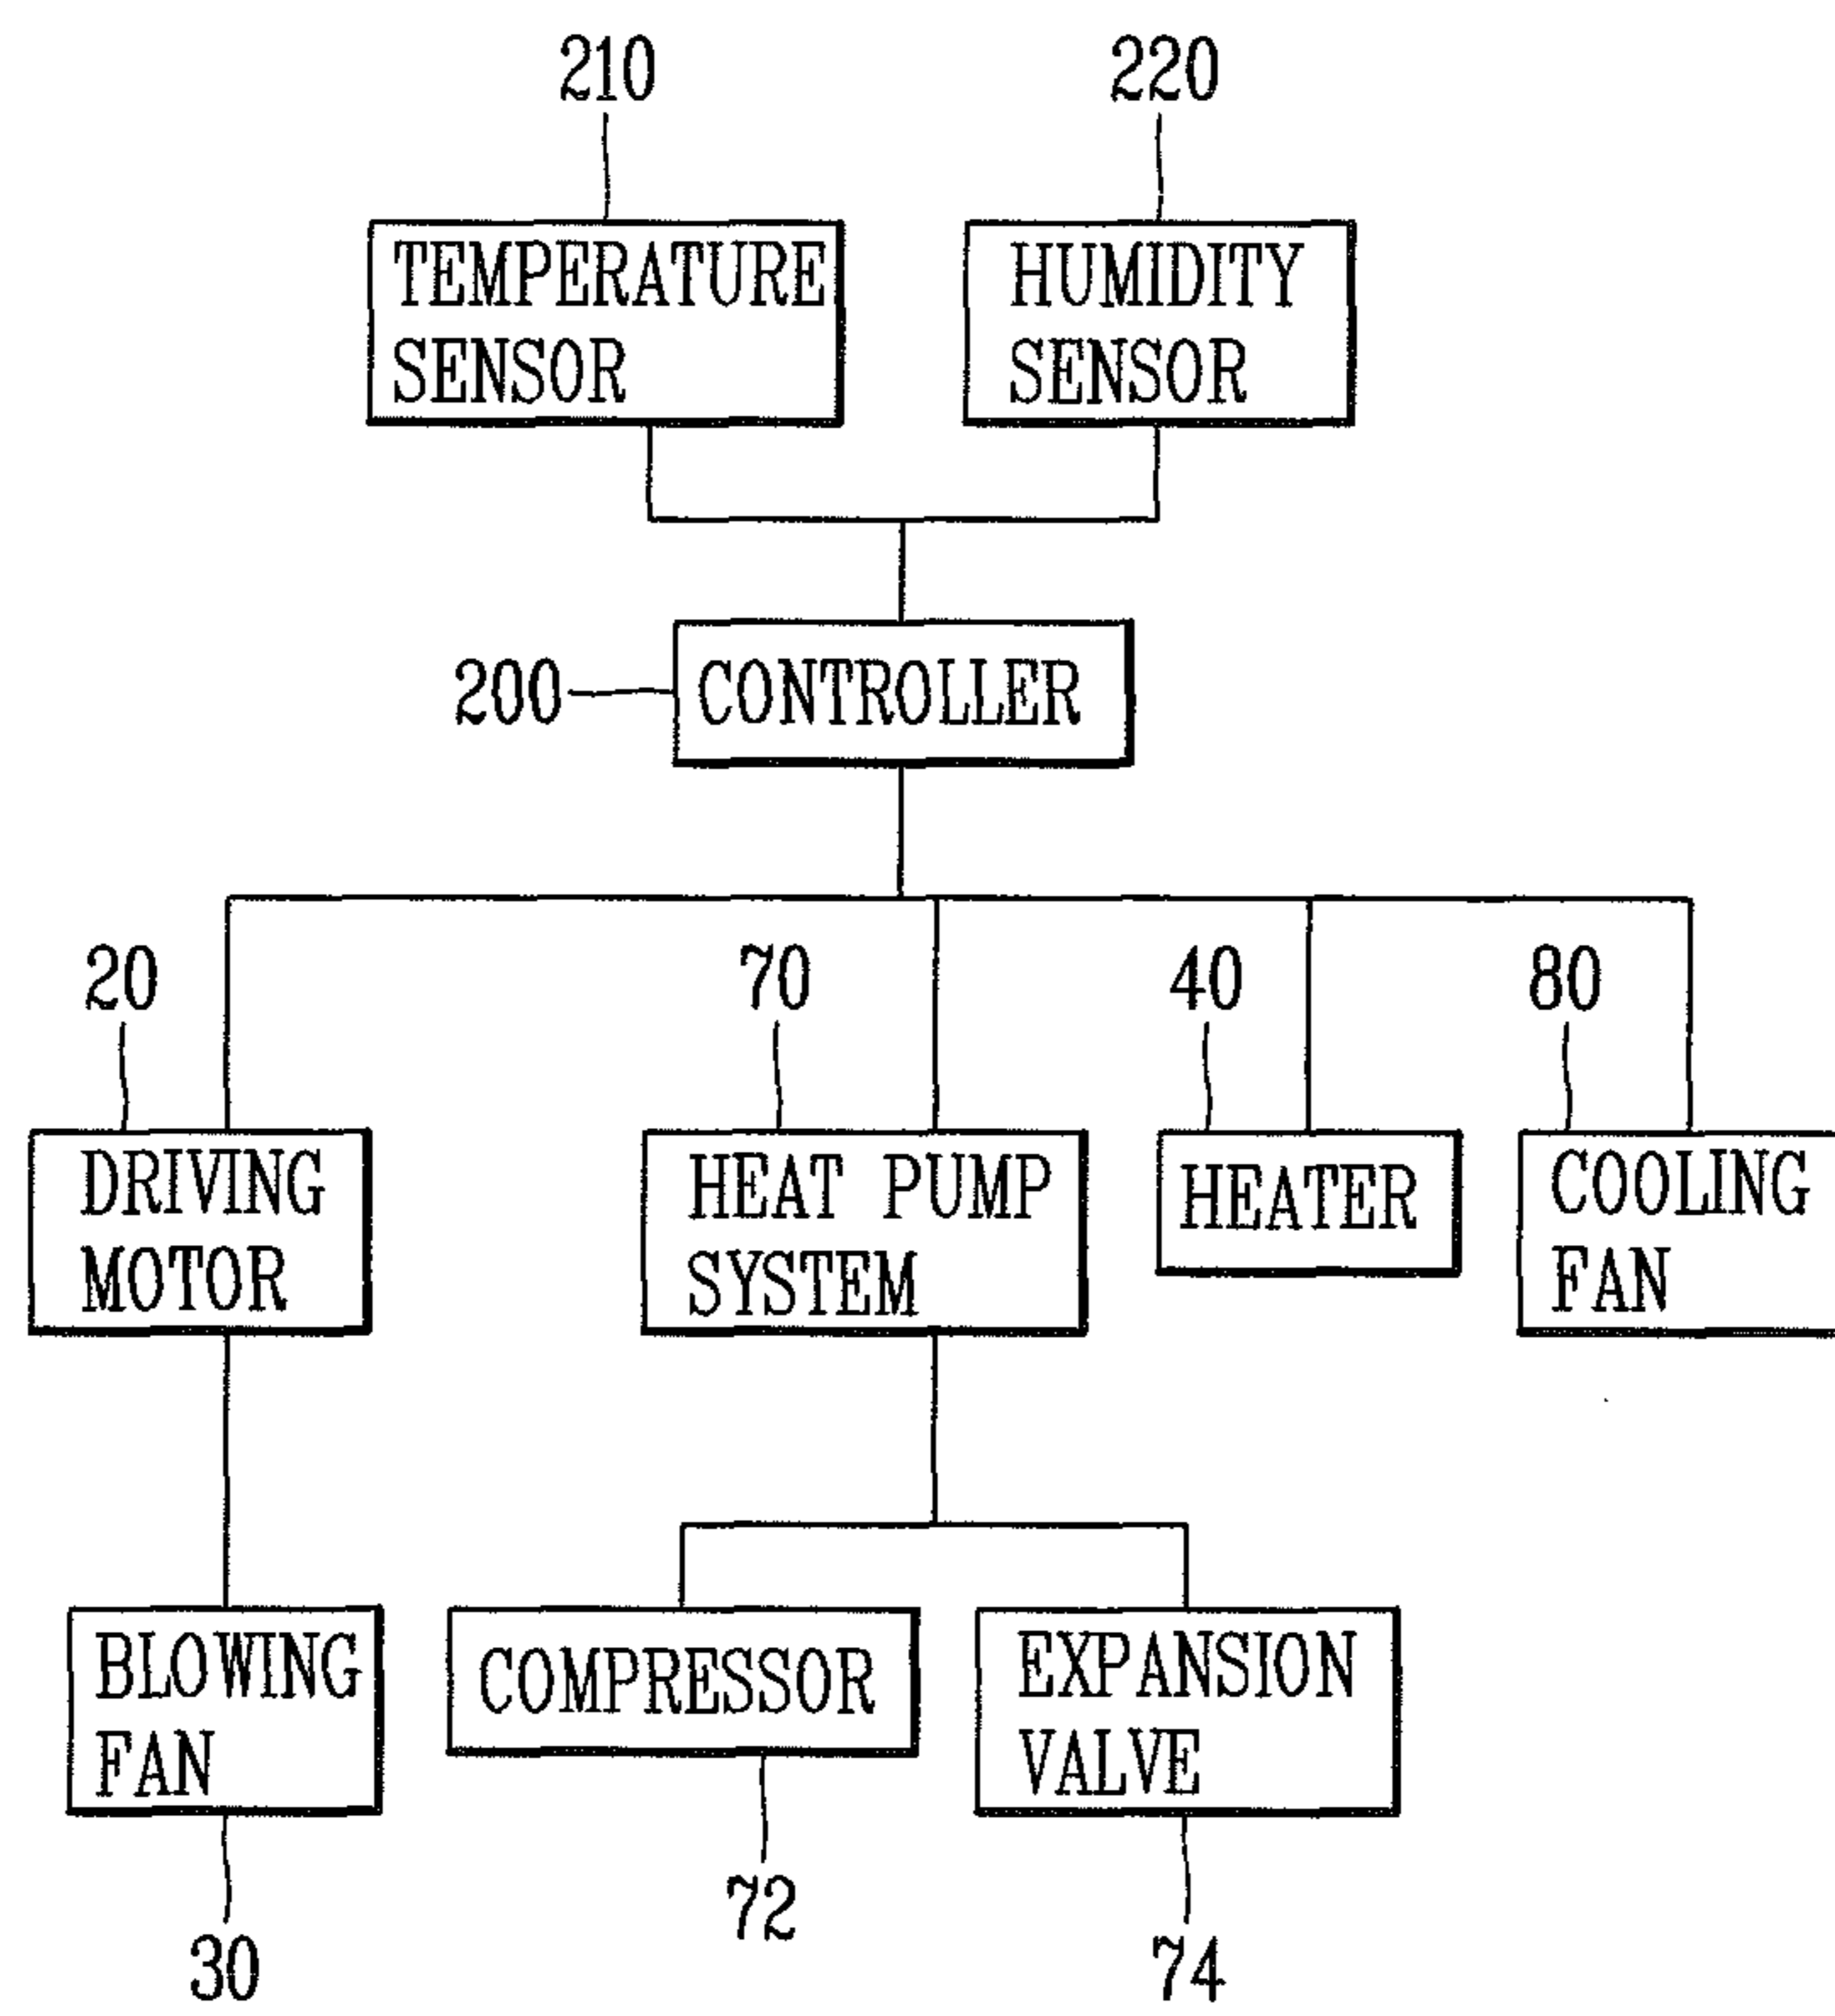 210
220
TEMPERATURE
SENSOR
HUMIDITY
SENSOR
200
CONTROLLER
20
70
40
80
DRIVING
MOTOR
HEAT PUMP
SYSTEM
HEATER
COOLING
FAN
BLOWING
FAN
COMPRESSOR
EXPANSION
VALVE
30
72
74